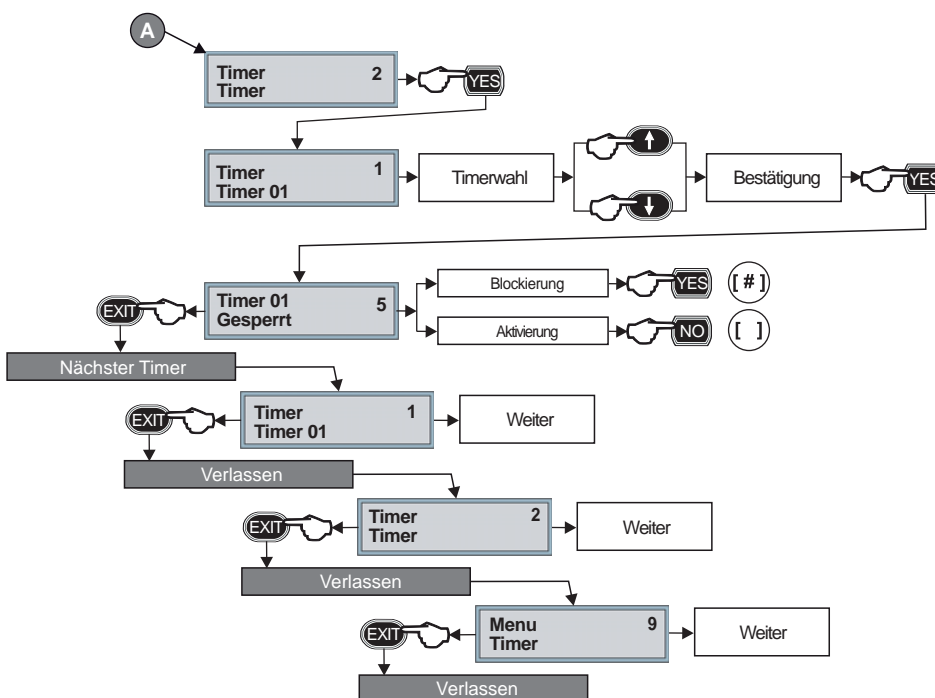 A
Timer 2
Timer
YES
Timer 1
Timer 01
Timerwahl
Bestätigung
YES
Timer 01 5
Gesperrt
EXIT
Blockierung
YES
[ # ]
Aktivierung
NO
[ ]
Nächster Timer
Timer 1
Timer 01
EXIT
Weiter
Verlassen
Timer 2
Timer
EXIT
Weiter
Verlassen
Menu 9
Timer
EXIT
Weiter
Verlassen